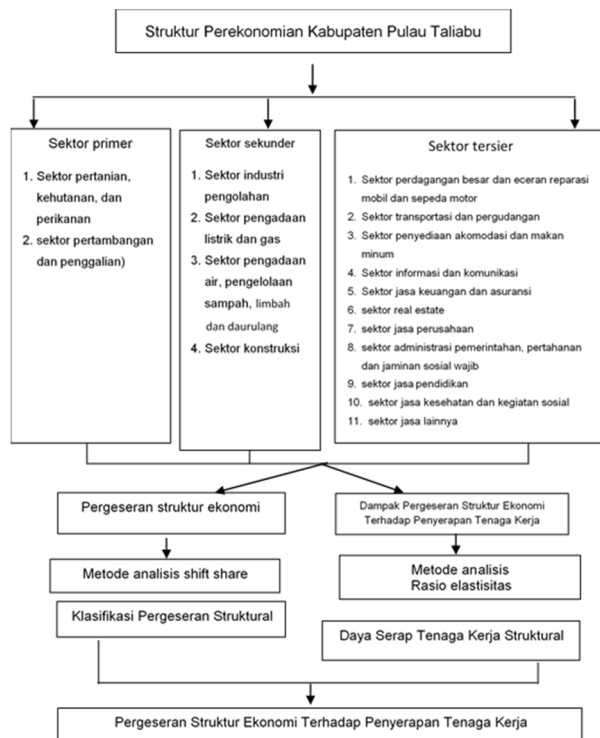 Struktur Perekonomian Kabupaten Pulau Taliabu
Sektor primer
1. Sektor pertanian,
kehutanan, dan
perikanan
2. sektor pertambangan
dan penggalian)
Sektor sekunder
1. Sektor industri
pengolahan
2. Sektor pengadaan
listrik dan gas
3. Sektor pengadaan
air, pengelolaan
sampah, limbah
dan daurulang
4. Sektor konstruksi
Sektor tersier
1. Sektor perdagangan besar dan eceran reparasi
mobil dan sepeda motor
2. Sektor transportasi dan pergudangan
3. Sektor penyediaan akomodasi dan makan
minum
4. Sektor informasi dan komunikasi
5. Sektor jasa keuangan dan asuransi
6. sektor real estate
7. sektor jasa perusahaan
8. sektor administrasi pemerintahan, pertahanan
dan jaminan sosial wajib
9. sektor jasa pendidikan
10. sektor jasa kesehatan dan kegiatan sosial
11. sektor jasa lainnya
Pergeseran struktur ekonomi
Dampak Pergeseran Struktur Ekonomi
Terhadap Penyerapan Tenaga Kerja
Metode analisis shift share
Metode analisis
Rasio elastisitas
Klasifikasi Pergeseran Struktural
Daya Serap Tenaga Kerja Struktural
Pergeseran Struktur Ekonomi Terhadap Penyerapan Tenaga Kerja